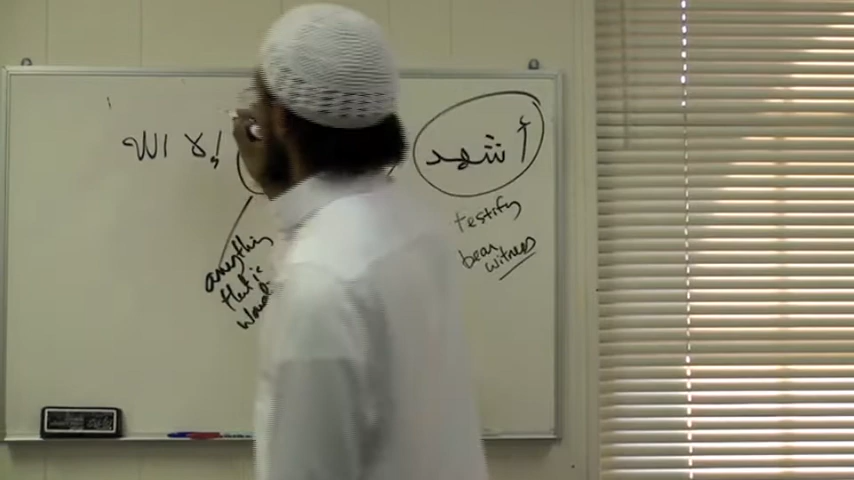 أشهد إلا الله
testify
bear
witness
anything
that is